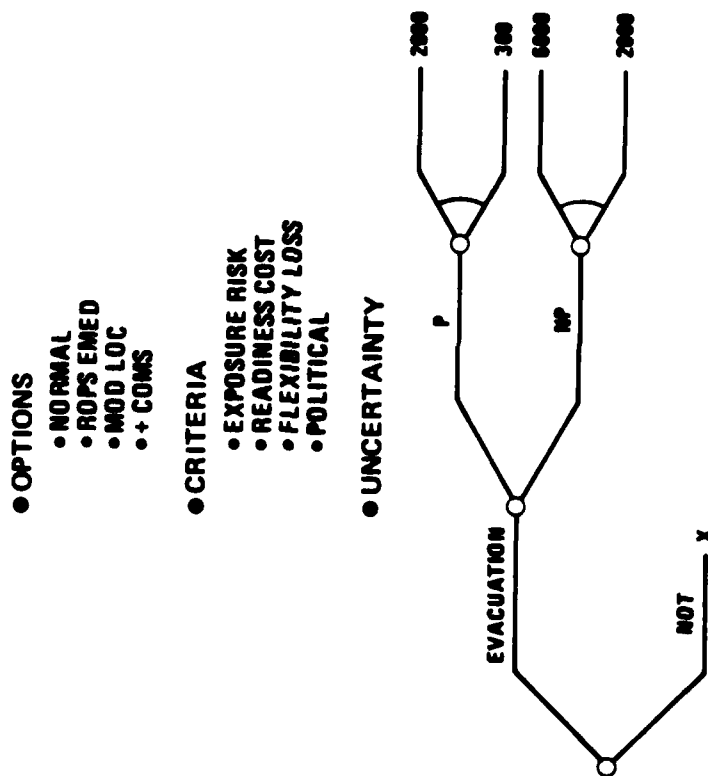 ● OPTIONS
• NORMAL
• ROPS EMED
• MOD LOC
• + COMS
● CRITERIA
• EXPOSURE RISK
• READINESS COST
• FLEXIBILITY LOSS
• POLITICAL
● UNCERTAINTY
EVACUATION
NOT
X
P
NP
2000
300
6000
2000